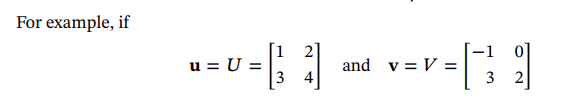 For example, if
u = U = [1 2
3 4] and v = V = [-1 0
3 2]